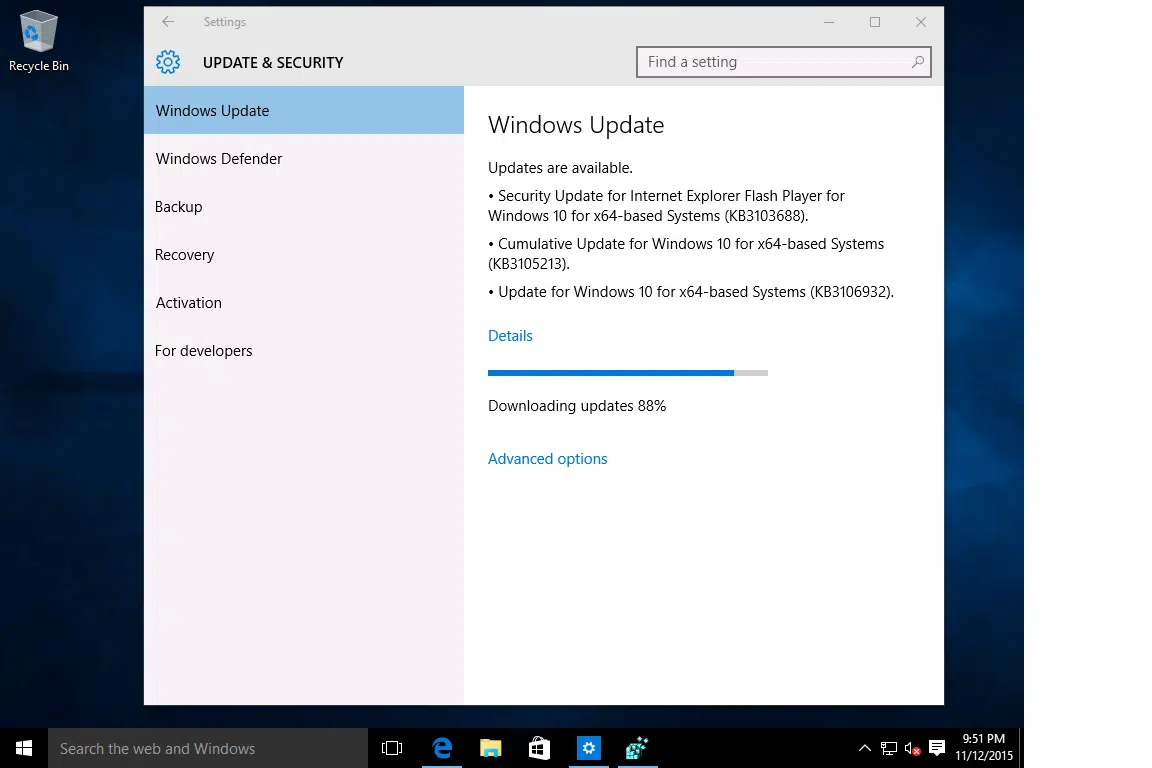 Recycle Bin
Settings
UPDATE & SECURITY
Find a setting
Windows Update
Windows Defender
Backup
Recovery
Activation
For developers
Windows Update
Updates are available.
• Security Update for Internet Explorer Flash Player for
Windows 10 for x64-based Systems (KB3103688).
• Cumulative Update for Windows 10 for x64-based Systems
(KB3105213).
• Update for Windows 10 for x64-based Systems (KB3106932).
Details
Downloading updates 88%
Advanced options
Search the web and Windows
9:51 PM
11/12/2015